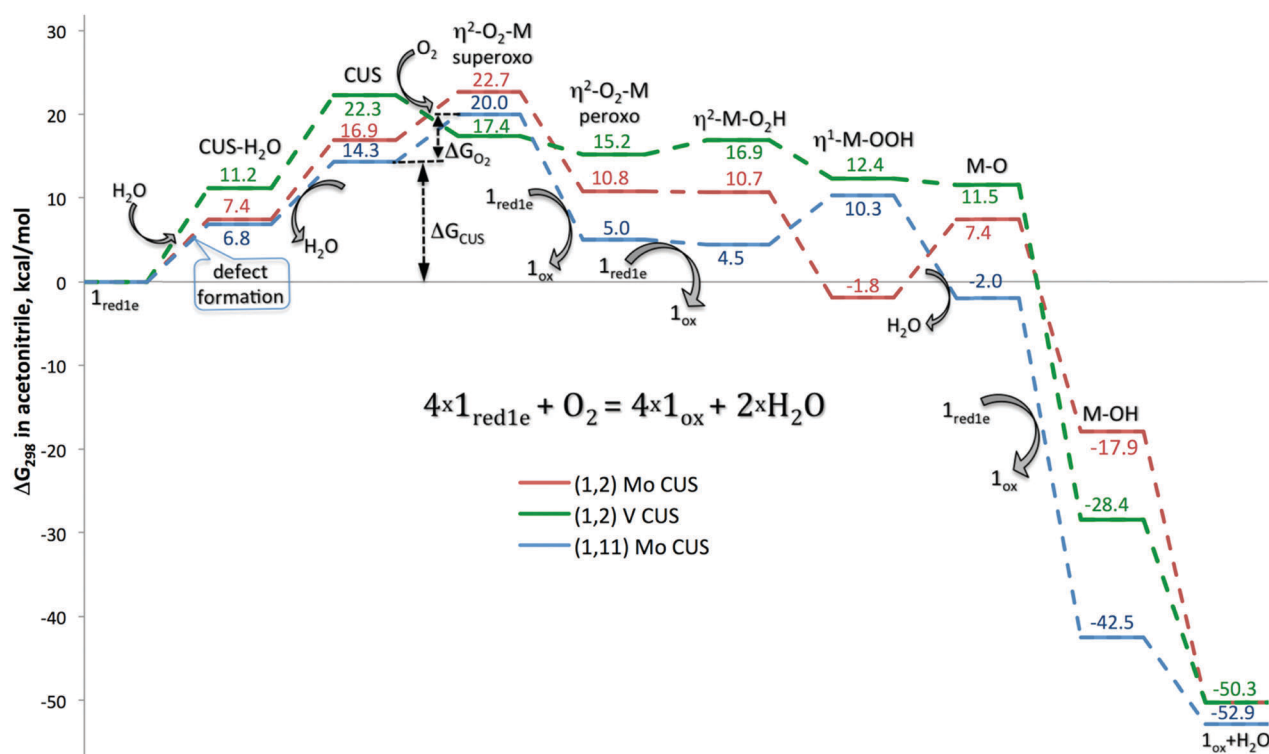 ΔG298 in acetonitrile, kcal/mol
30
20
10
0
-10
-20
-30
-40
-50
1red1e
H2O
defect
formation
CUS-H2O
11.2
7.4
6.8
H2O
CUS
22.3
16.9
14.3
O2
ΔGO2
ΔGCUS
η²-O2-M
superoxo
22.7
20.0
17.4
1red1e
1ox
η²-O2-M
peroxo
15.2
10.8
5.0
1red1e
1ox
η²-M-O2H
16.9
10.7
4.5
η¹-M-OOH
12.4
10.3
-1.8
H2O
M-O
11.5
7.4
-2.0
1red1e
1ox
M-OH
-17.9
-28.4
-42.5
-50.3
-52.9
1ox+H2O
4×1red1e + O2 = 4×1ox + 2×H2O
(1,2) Mo CUS
(1,2) V CUS
(1,11) Mo CUS